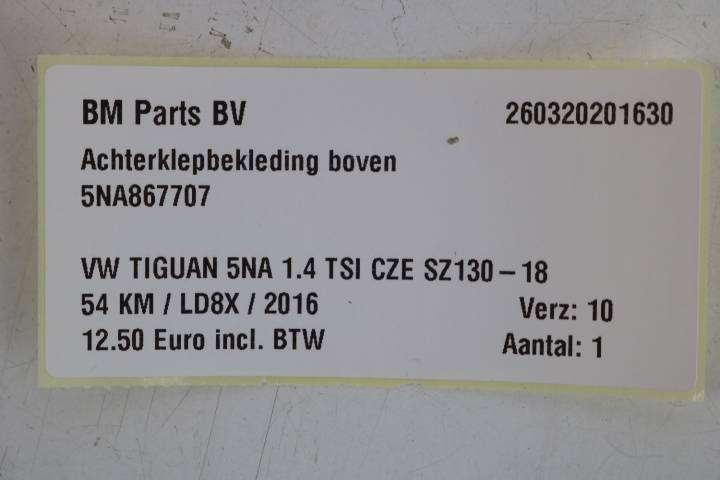 BM Parts BV 260320201630
Achterklepbekleding boven
5NA867707
VW TIGUAN 5NA 1.4 TSI CZE SZ130 – 18
54 KM / LD8X / 2016 Verz: 10
12.50 Euro incl. BTW Aantal: 1